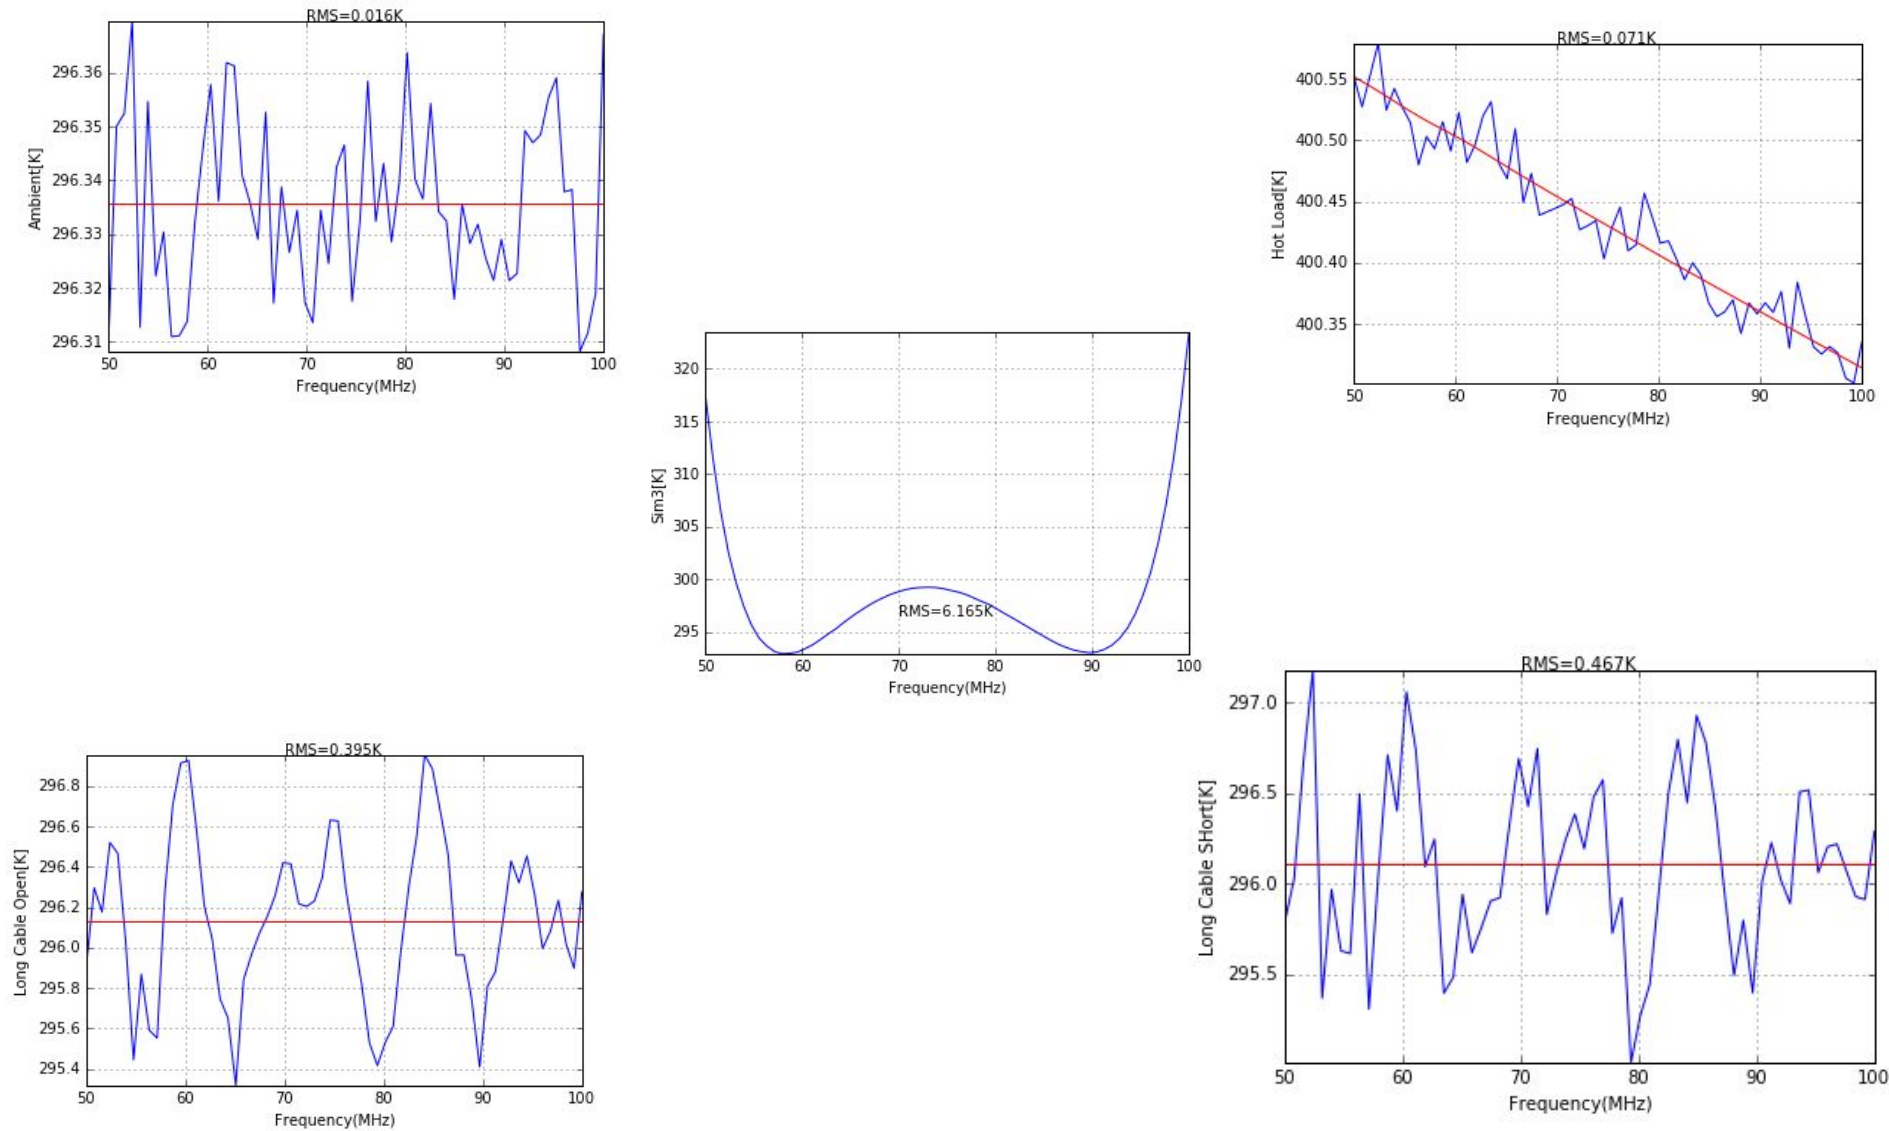 RMS=0.016K
296.36
296.35
296.34
296.33
296.32
296.31
Ambient[K]
50 60 70 80 90 100
Frequency(MHz)
RMS=0.071K
400.55
400.50
400.45
400.40
400.35
Hot Load[K]
50 60 70 80 90 100
Frequency(MHz)
320
315
310
305
300
295
Sim3[K]
RMS=6.165K
50 60 70 80 90 100
Frequency(MHz)
RMS=0.395K
296.8
296.6
296.4
296.2
296.0
295.8
295.6
295.4
Long Cable Open[K]
50 60 70 80 90 100
Frequency(MHz)
RMS=0.467K
297.0
296.5
296.0
295.5
Long Cable SHort[K]
50 60 70 80 90 100
Frequency(MHz)